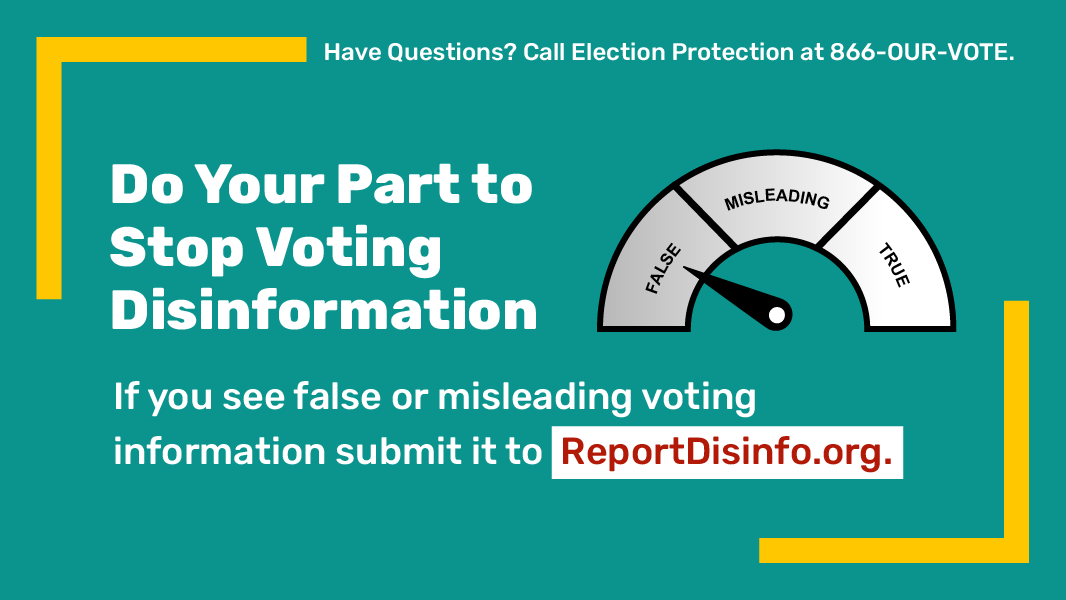 Have Questions? Call Election Protection at 866-OUR-VOTE.
Do Your Part to
Stop Voting
Disinformation
FALSE
MISLEADING
TRUE
If you see false or misleading voting
information submit it to ReportDisinfo.org.